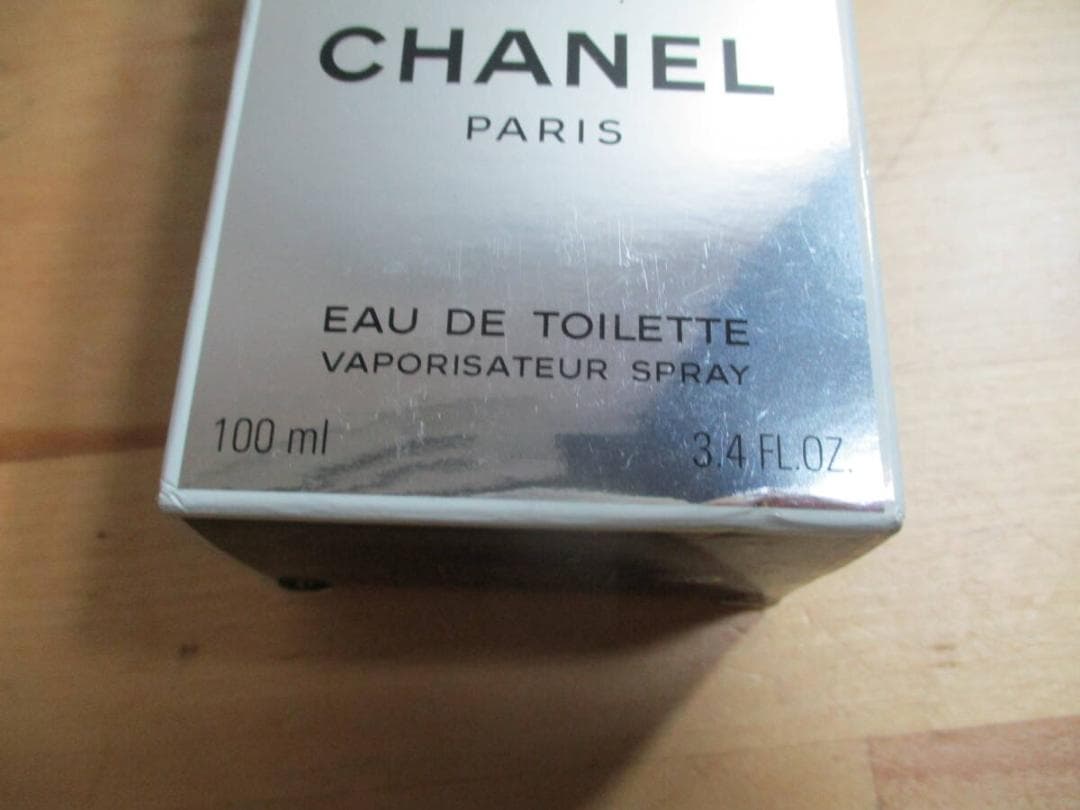 CHANEL
PARIS
EAU DE TOILETTE
VAPORISATEUR SPRAY
100 ml
3.4 FL.OZ.